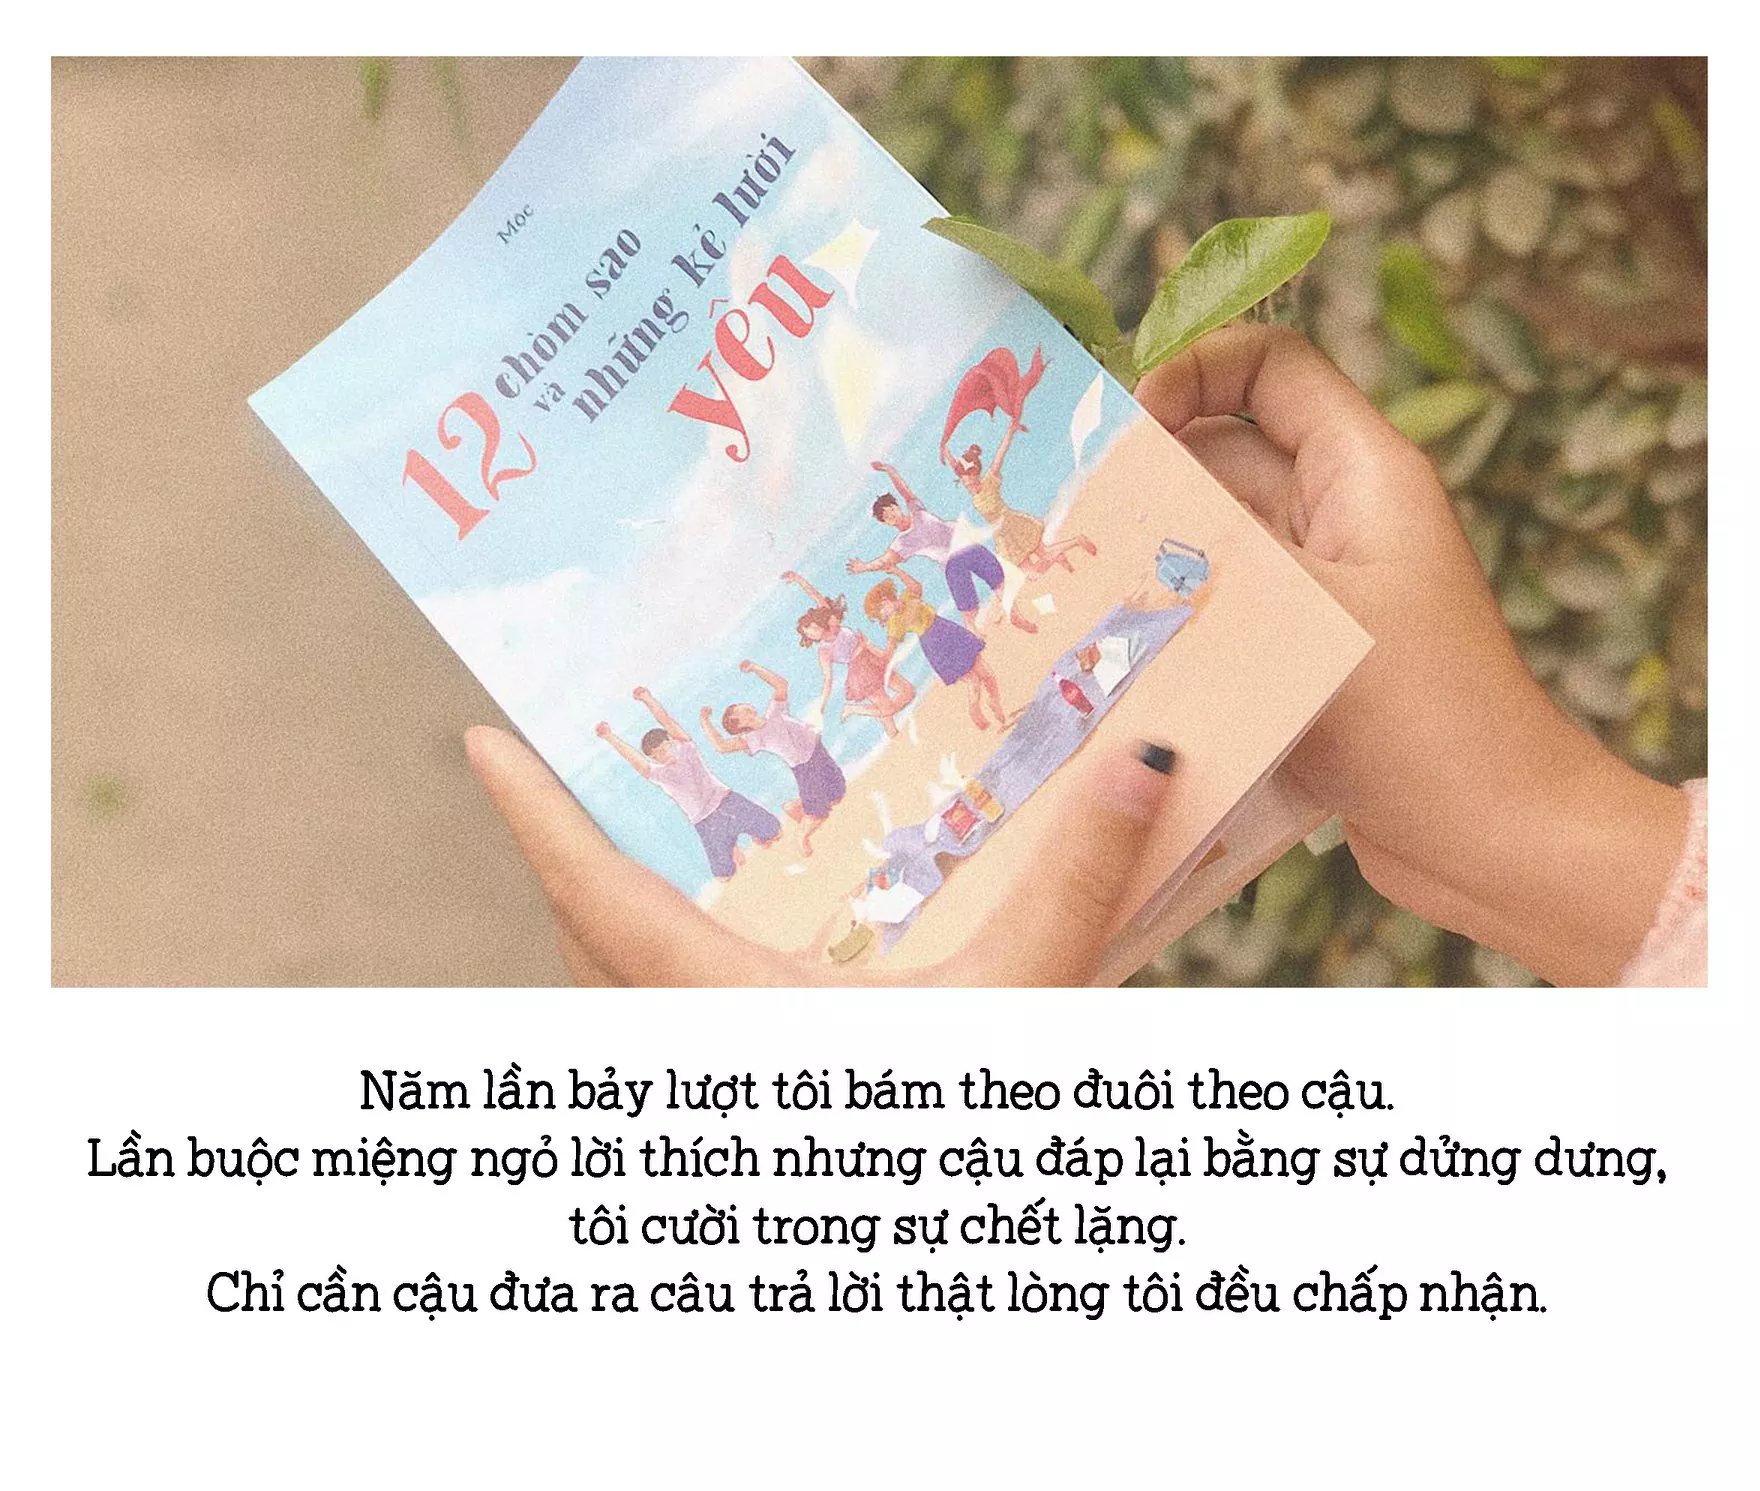 Mộc
12 chòm sao
và
những kẻ lười
yêu
Năm lần bảy lượt tôi bám theo đuôi theo cậu.
Lần buộc miệng ngỏ lời thích nhưng cậu đáp lại bằng sự dửng dưng,
tôi cười trong sự chết lặng.
Chỉ cần cậu đưa ra câu trả lời thật lòng tôi đều chấp nhận.